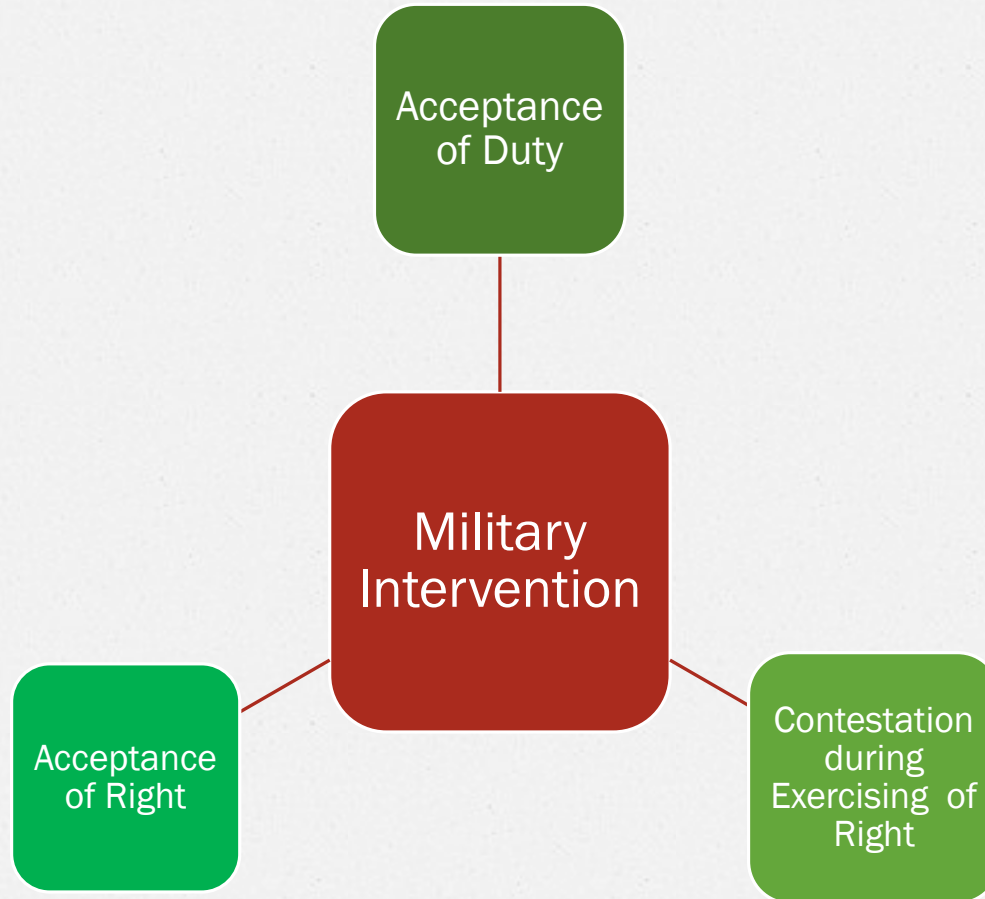 Acceptance
of Duty
Military
Intervention
Acceptance
of Right
Contestation
during
Exercising of
Right